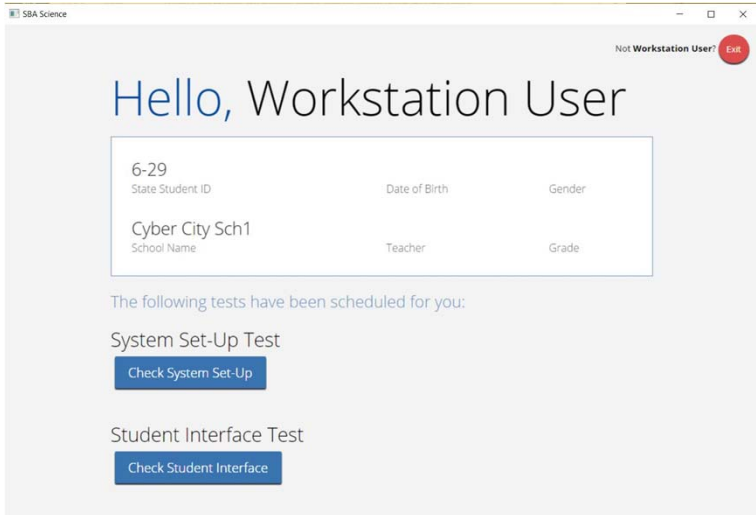 SBA Science
Not Workstation User? Exit
Hello, Workstation User
6-29
State Student ID Date of Birth Gender
Cyber City Sch1
School Name Teacher Grade
The following tests have been scheduled for you:
System Set-Up Test
Check System Set-Up
Student Interface Test
Check Student Interface